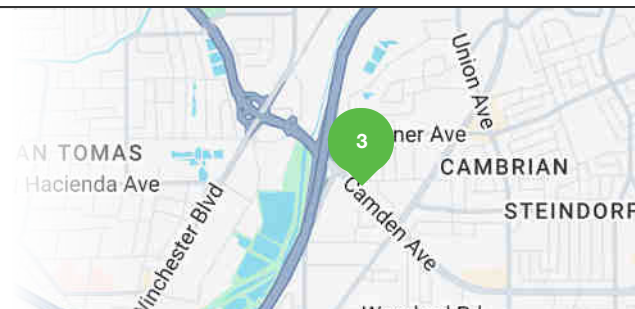 Union Ave
3
ner Ave
AN TOMAS
CAMBRIAN
Hacienda Ave
Camden Ave
STEINDORF
Winchester Blvd